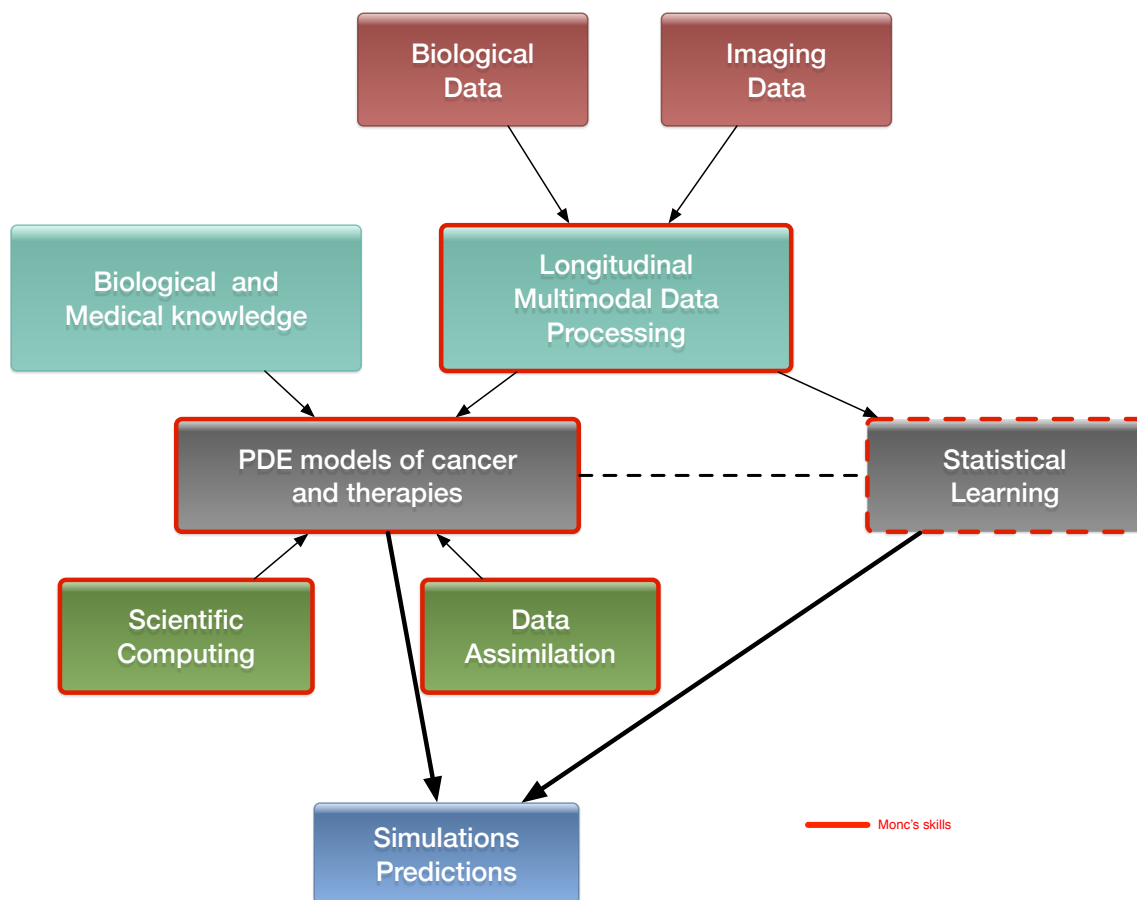 Biological
Data
Imaging
Data
Biological and
Medical knowledge
Longitudinal
Multimodal Data
Processing
PDE models of cancer
and therapies
Statistical
Learning
Scientific
Computing
Data
Assimilation
Simulations
Predictions
Monc's skills